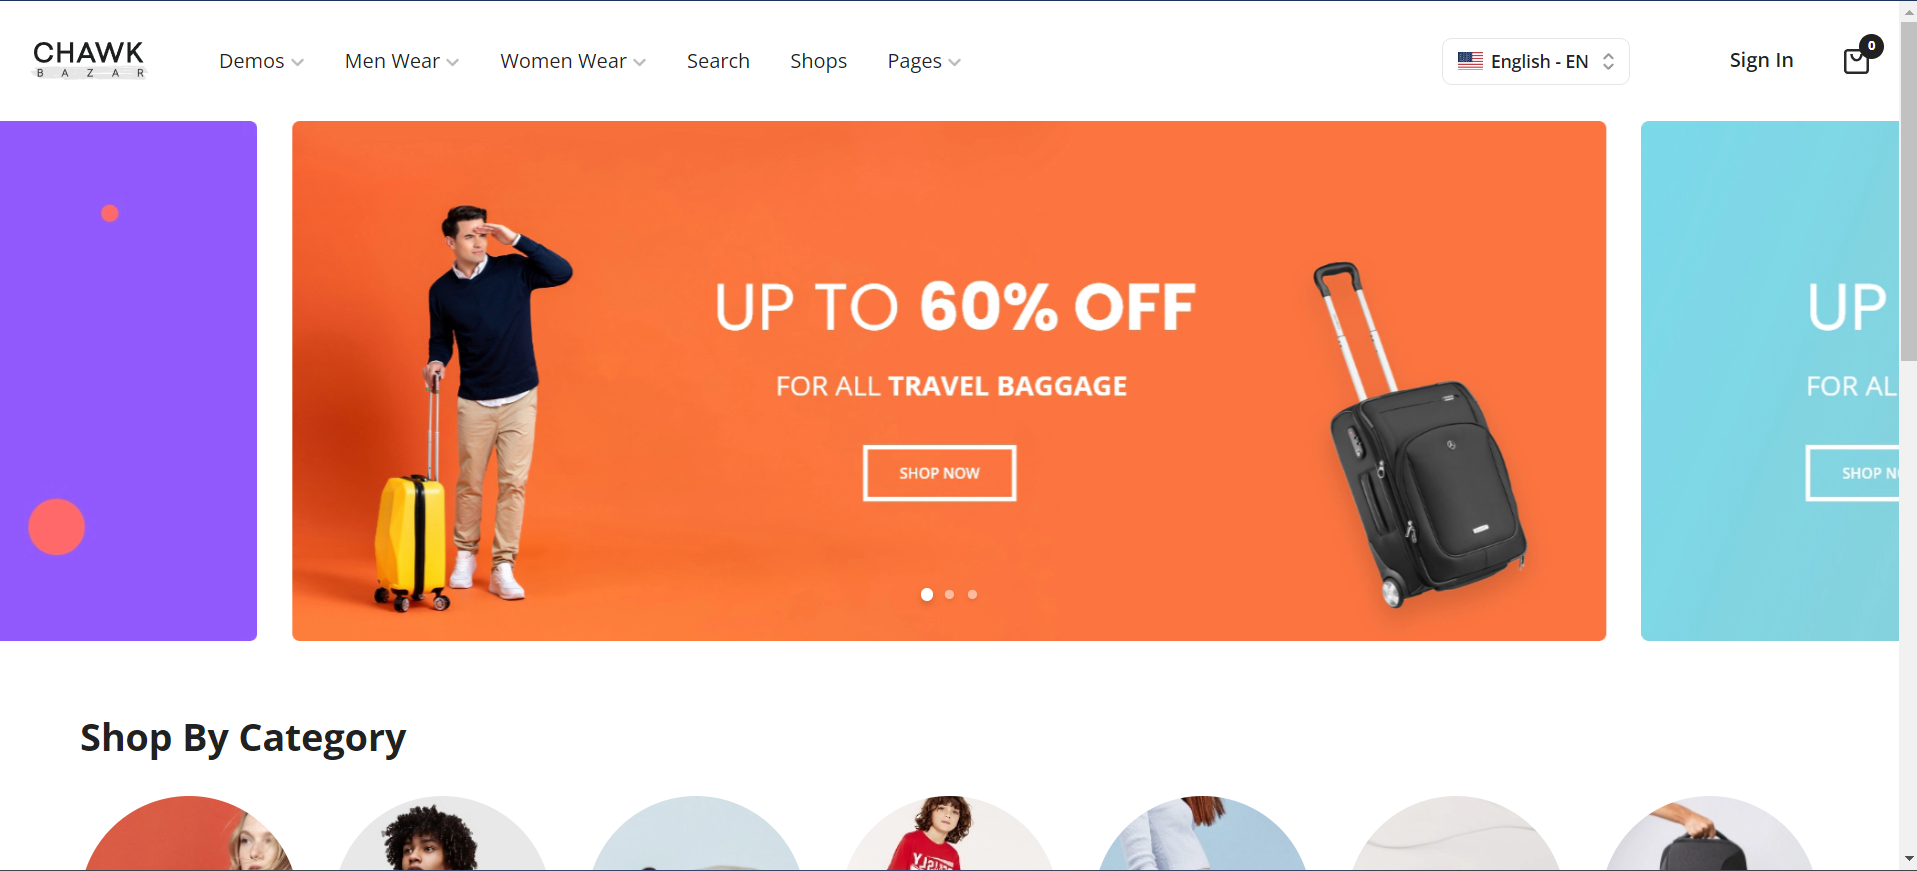 CHAWK
BAZAR
Demos
Men Wear
Women Wear
Search
Shops
Pages
English - EN
Sign In
0
UP TO 60% OFF
FOR ALL TRAVEL BAGGAGE
SHOP NOW
UP
FOR AL
SHOP N
Shop By Category